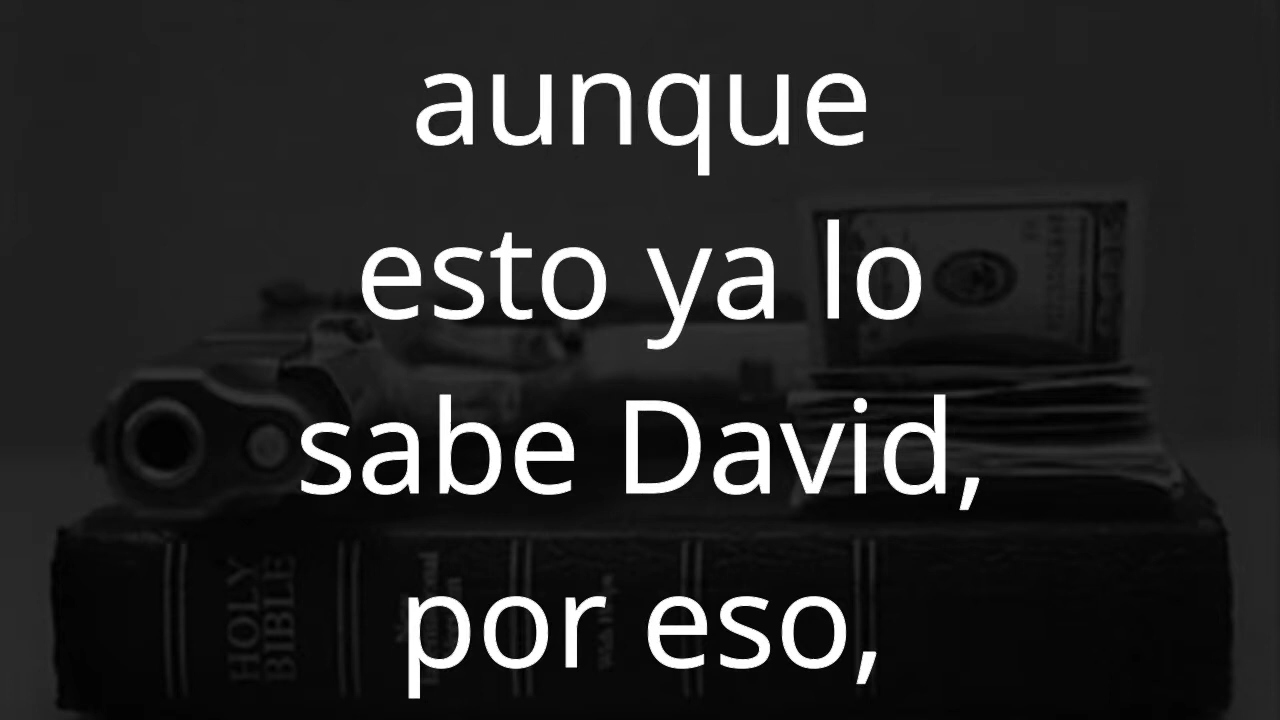 aunque
esto ya lo
sabe David,
por eso,
HOLY
BIBLE